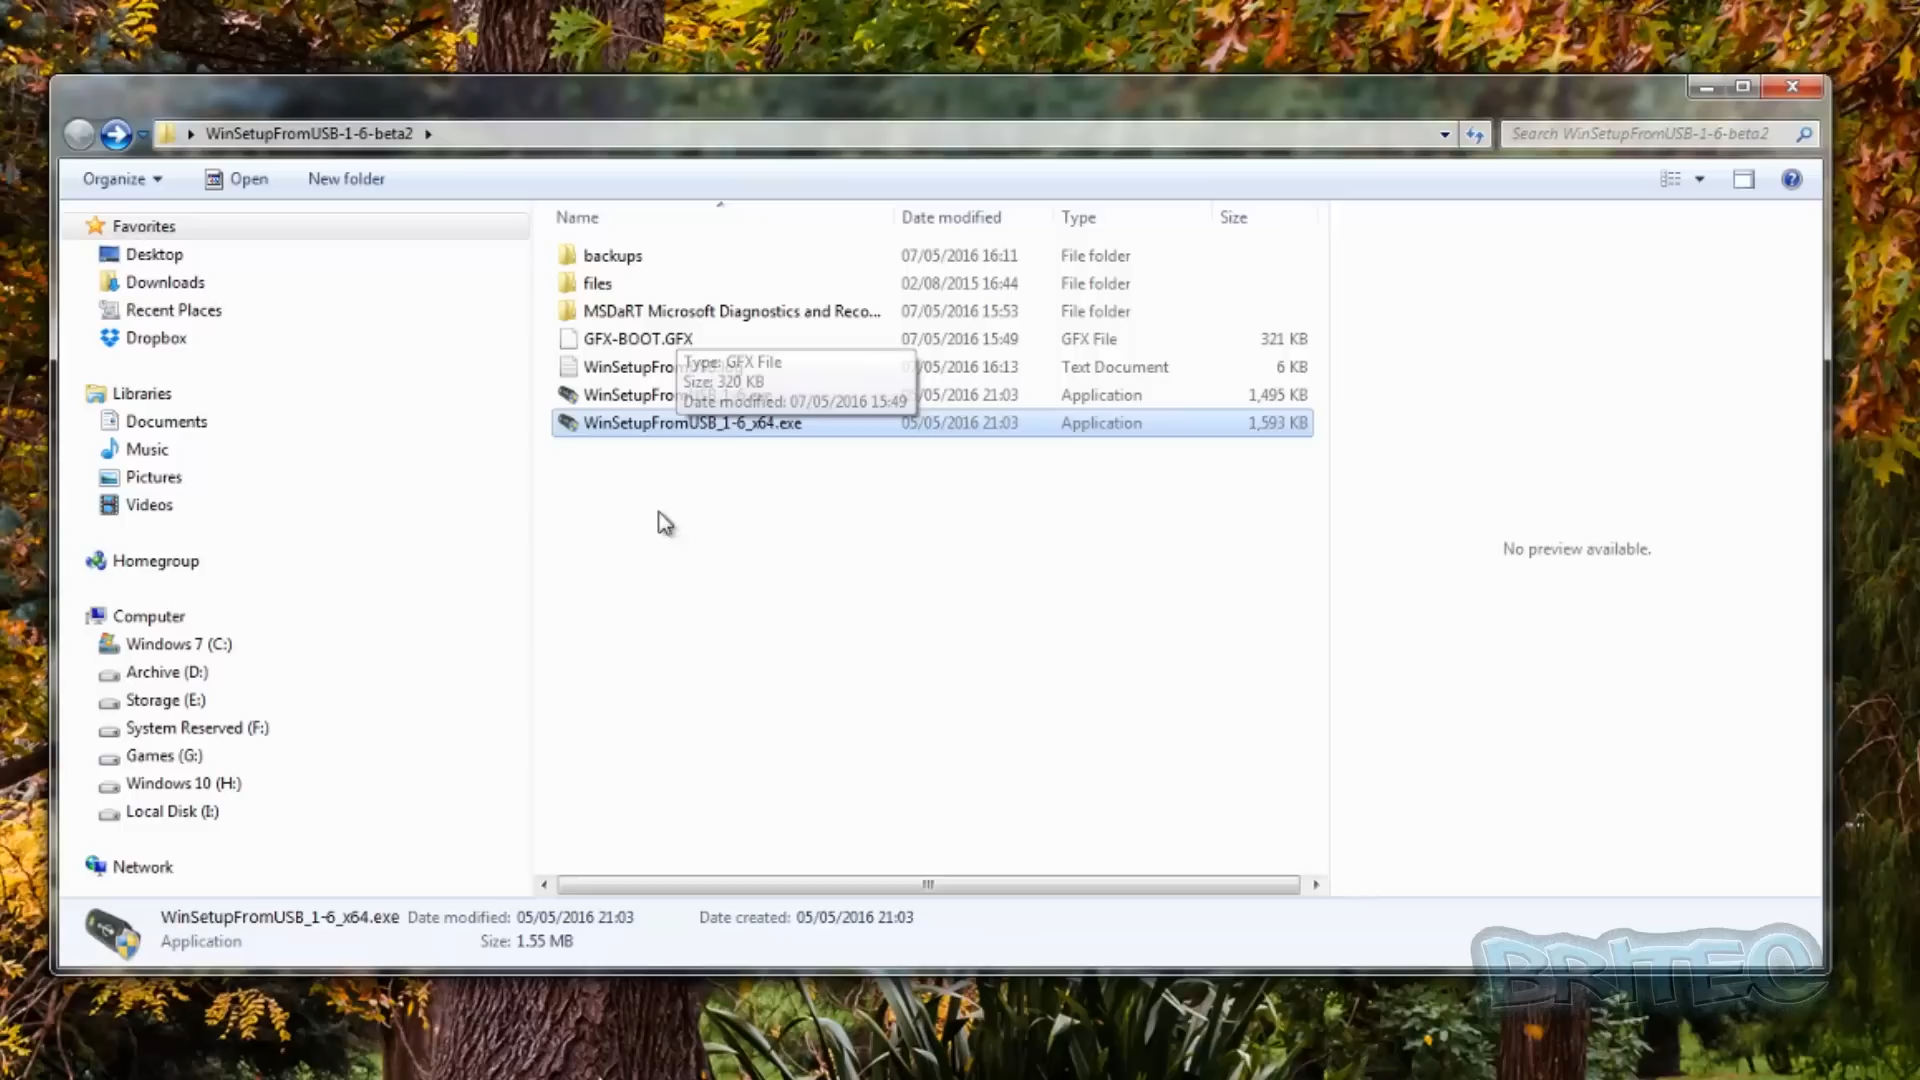 WinSetupFromUSB-1-6-beta2
Search WinSetupFromUSB-1-6-beta2
Organize
Open
New folder
Name
Date modified
Type
Size
Favorites
Desktop
Downloads
Recent Places
Dropbox
Libraries
Documents
Music
Pictures
Videos
Homegroup
Computer
Windows 7 (C:)
Archive (D:)
Storage (E:)
System Reserved (F:)
Games (G:)
Windows 10 (H:)
Local Disk (I:)
Network
backups 07/05/2016 16:11 File folder
files 02/08/2015 16:44 File folder
MSDaRT Microsoft Diagnostics and Reco... 07/05/2016 15:53 File folder
GFX-BOOT.GFX 07/05/2016 15:49 GFX File 321 KB
WinSetupFro 05/2016 16:13 Text Document 6 KB
WinSetupFro 05/2016 21:03 Application 1,495 KB
WinSetupFromUSB_1-6_x64.exe 05/05/2016 21:03 Application 1,593 KB
Type: GFX File
Size: 320 KB
Date modified: 07/05/2016 15:49
No preview available.
WinSetupFromUSB_1-6_x64.exe Date modified: 05/05/2016 21:03 Date created: 05/05/2016 21:03
Application Size: 1.55 MB
BRITEC